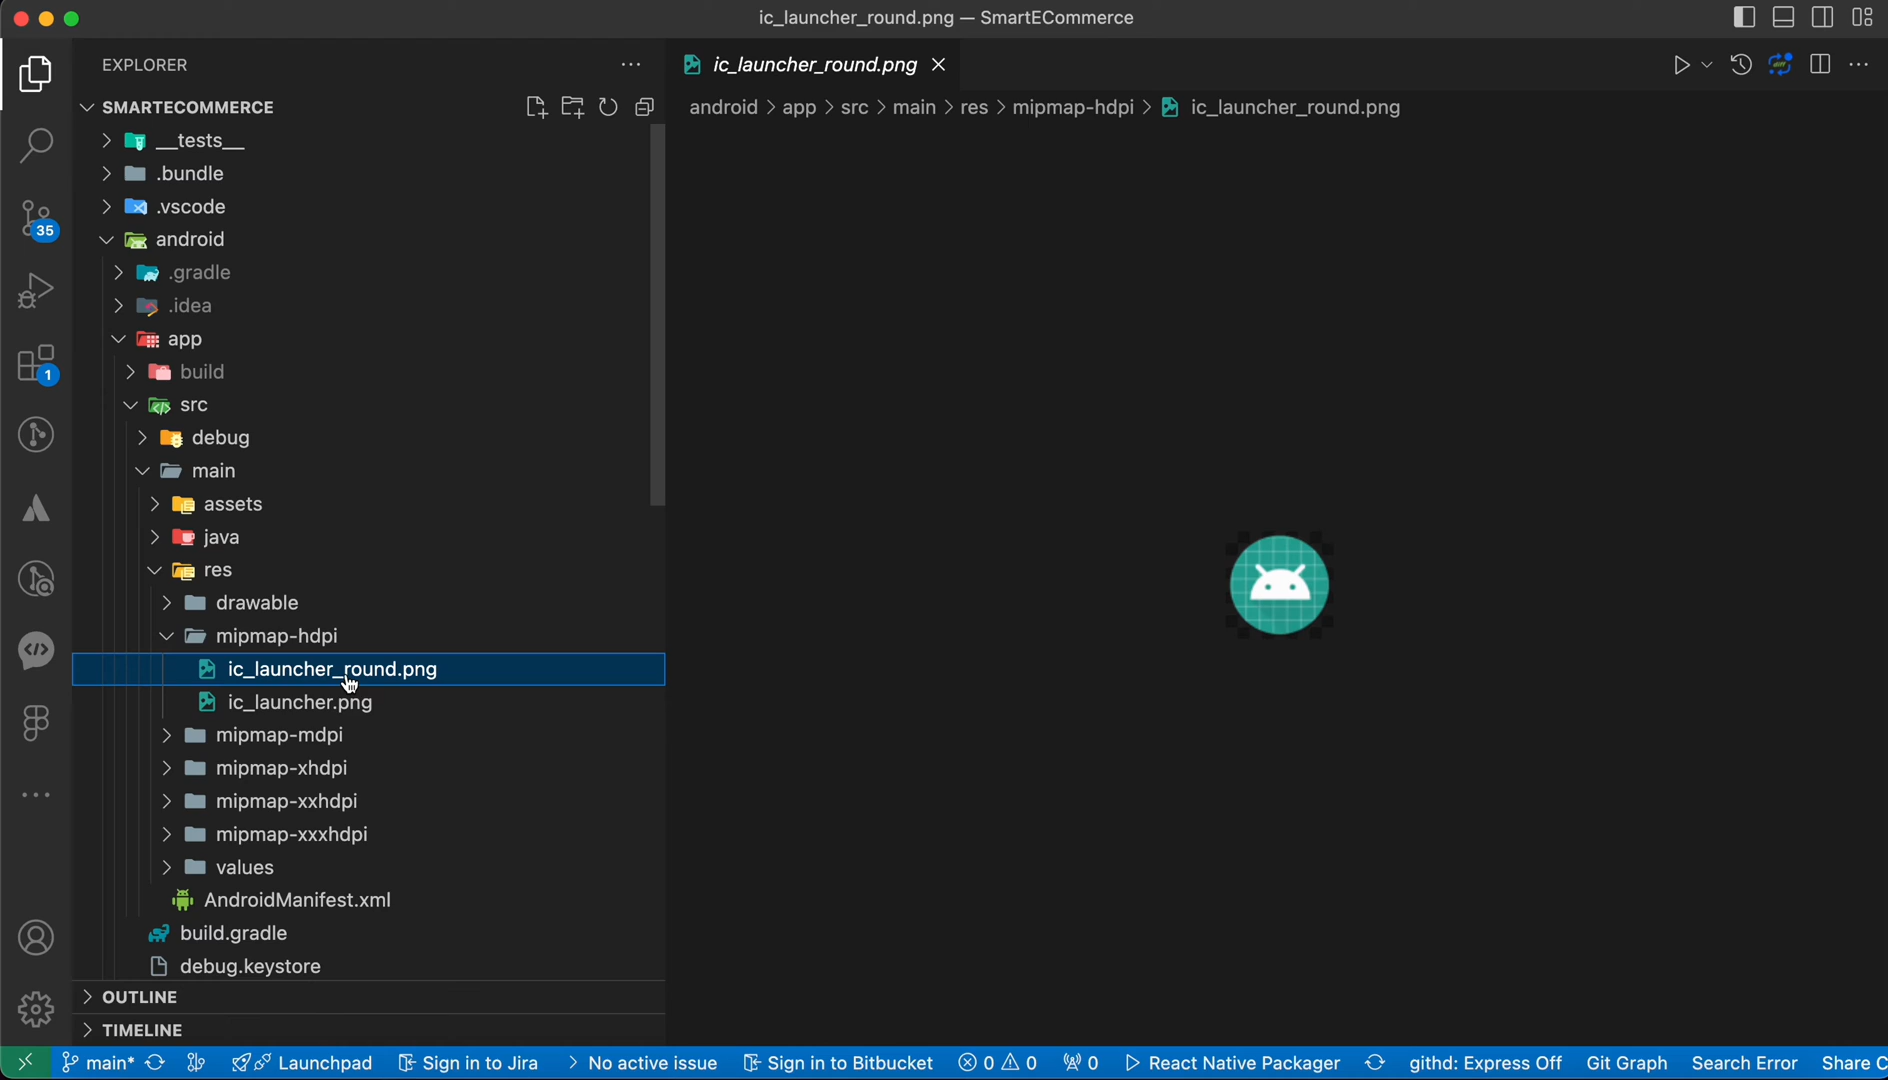 ic_launcher_round.png — SmartECommerce
EXPLORER
ic_launcher_round.png
SMARTECOMMERCE
android > app > src > main > res > mipmap-hdpi > ic_launcher_round.png
__tests__
.bundle
.vscode
android
.gradle
.idea
app
build
src
debug
main
assets
java
res
drawable
mipmap-hdpi
ic_launcher_round.png
ic_launcher.png
mipmap-mdpi
mipmap-xhdpi
mipmap-xxhdpi
mipmap-xxxhdpi
values
AndroidManifest.xml
build.gradle
debug.keystore
35
1
OUTLINE
TIMELINE
main* Launchpad Sign in to Jira No active issue Sign in to Bitbucket 0 0 0 React Native Packager githd: Express Off Git Graph Search Error Share C